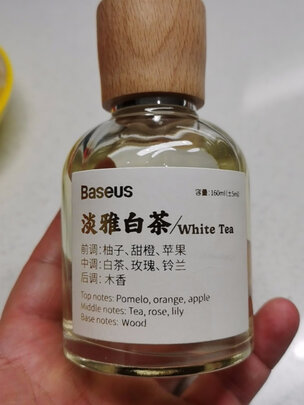 Baseus
容量：160ml(±5ml)
淡雅白茶/White Tea
前调：柚子、甜橙、苹果
中调：白茶、玫瑰、铃兰
后调：木香
Top notes: Pomelo, orange, apple
Middle notes: Tea, rose, lily
Base notes: Wood